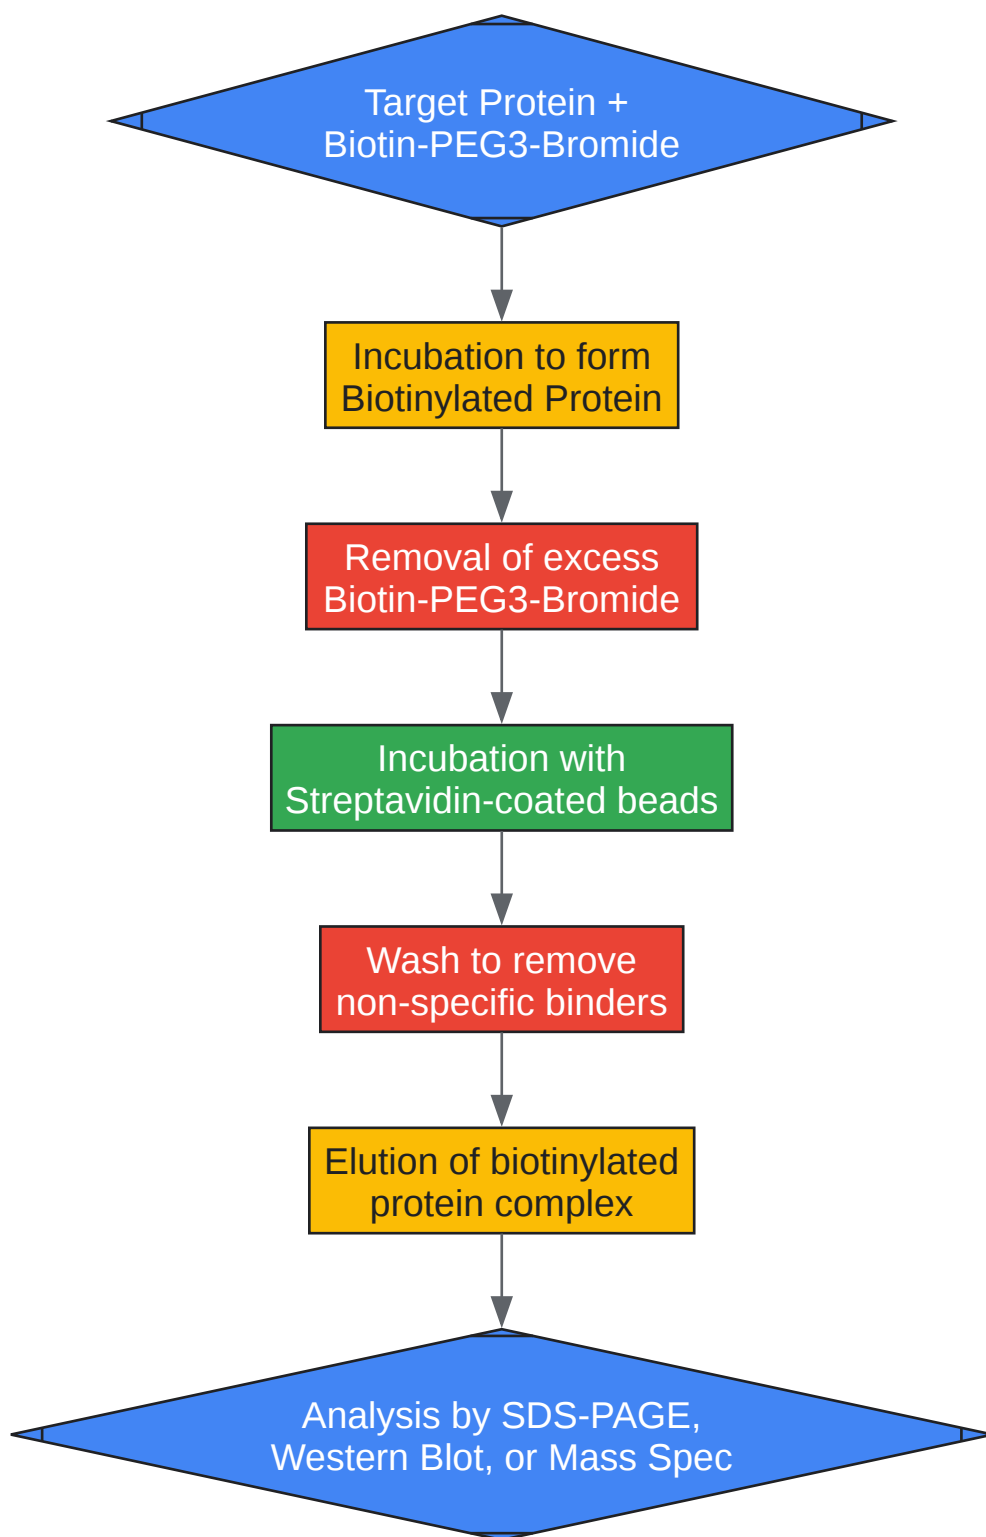 Target Protein +
Biotin-PEG3-Bromide
Incubation to form
Biotinylated Protein
Removal of excess
Biotin-PEG3-Bromide
Incubation with
Streptavidin-coated beads
Wash to remove
non-specific binders
Elution of biotinylated
protein complex
Analysis by SDS-PAGE,
Western Blot, or Mass Spec